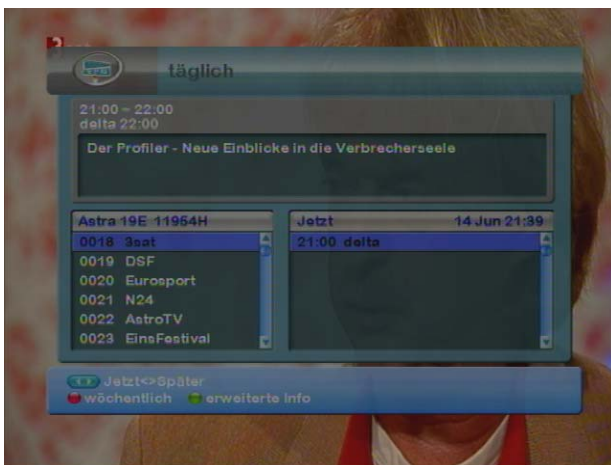 täglich
21:00 - 22:00
delta 22:00
Der Profiler - Neue Einblicke in die Verbrecherseele
Astra 19E 11954H
0018 3sat
0019 DSF
0020 Eurosport
0021 N24
0022 AstroTV
0023 EinsFestival
Jetzt 14 Jun 21:39
21:00 delta
Jetzt<>Später
wöchentlich erweiterte Info